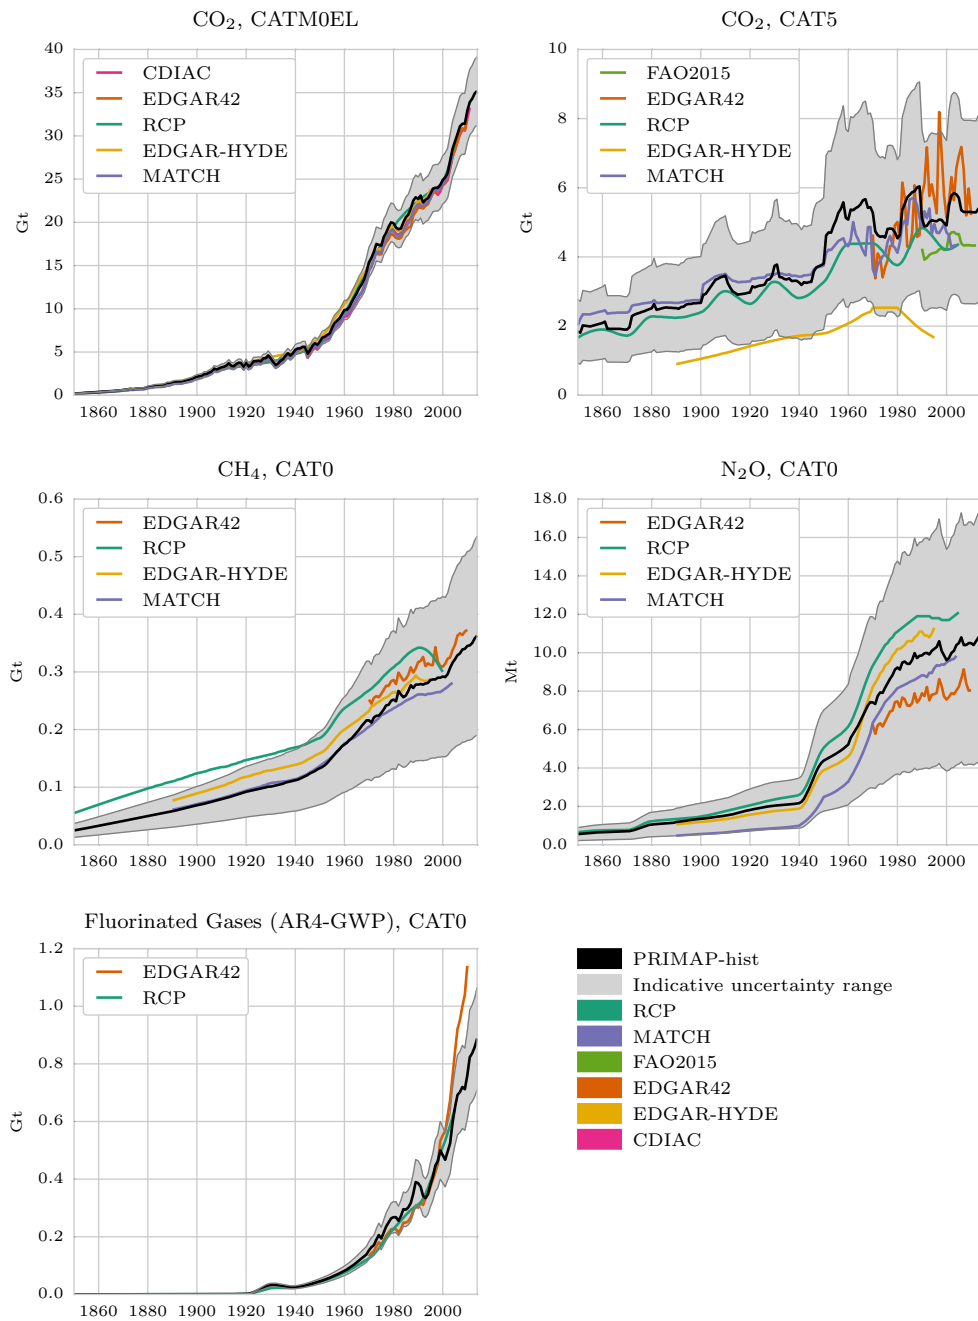 CO₂, CATM0EL
40
35
30
25
20
15
10
5
0
Gt
CDIAC
EDGAR42
RCP
EDGAR-HYDE
MATCH
1860 1880 1900 1920 1940 1960 1980 2000
CO₂, CAT5
10
8
6
4
2
0
Gt
FAO2015
EDGAR42
RCP
EDGAR-HYDE
MATCH
1860 1880 1900 1920 1940 1960 1980 2000
CH₄, CAT0
0.6
0.5
0.4
0.3
0.2
0.1
0.0
Gt
EDGAR42
RCP
EDGAR-HYDE
MATCH
1860 1880 1900 1920 1940 1960 1980 2000
N₂O, CAT0
18.0
16.0
14.0
12.0
10.0
8.0
6.0
4.0
2.0
0.0
Mt
EDGAR42
RCP
EDGAR-HYDE
MATCH
1860 1880 1900 1920 1940 1960 1980 2000
Fluorinated Gases (AR4-GWP), CAT0
1.2
1.0
0.8
0.6
0.4
0.2
0.0
Gt
EDGAR42
RCP
1860 1880 1900 1920 1940 1960 1980 2000
PRIMAP-hist
Indicative uncertainty range
RCP
MATCH
FAO2015
EDGAR42
EDGAR-HYDE
CDIAC